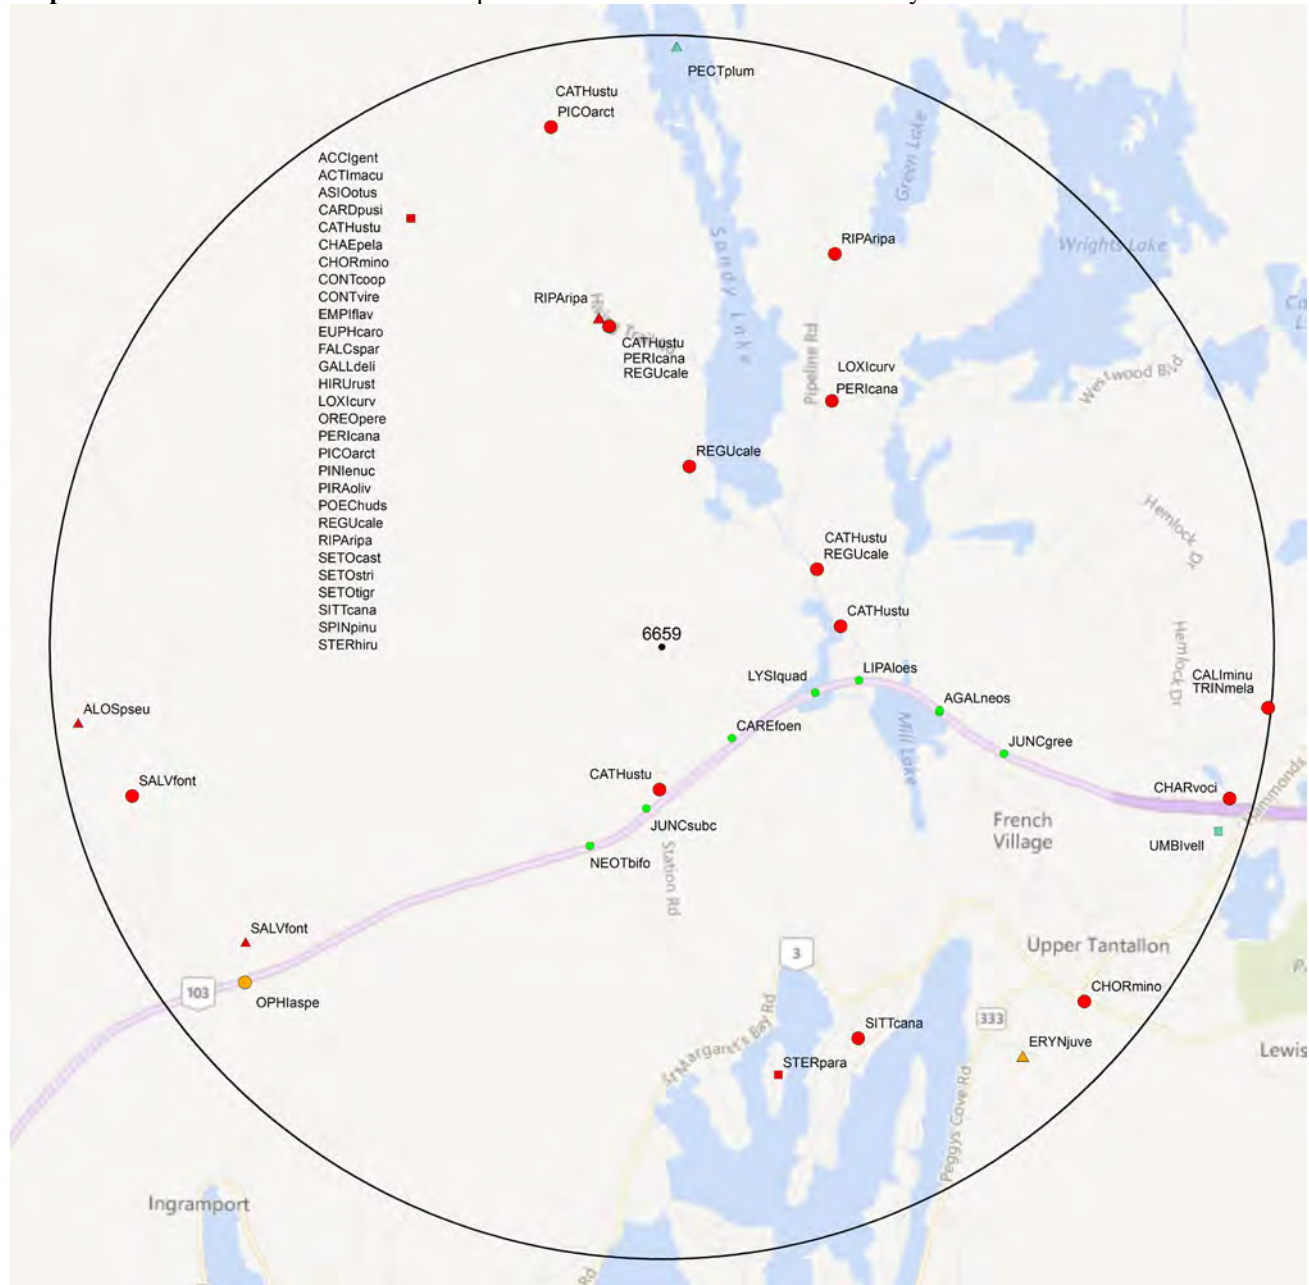 PECTplum
CATHustu
PICOarct
ACCIgent
ACTImacu
ASIOotus
CARDpusi
CATHustu
CHAEpela
CHORmino
CONTcoop
CONTvire
EMPIflav
EUPHcaro
FALCspar
GALLdeli
HIRUrust
LOXIcurv
OREOpere
PERIcana
PICOarct
PINIenuc
PIRAoliv
POEChuds
REGUcale
RIPAripa
SETOcast
SETOstri
SETOtigr
SITTcana
SPINpinu
STERhiru
Green Lake
Sandy Lake
RIPAripa
Wrights Lake
RIPAripa
CATHustu
PERIcana
REGUcale
Pipeline Rd
LOXIcurv
PERIcana
Westwood Blvd
REGUcale
Hemlock Dr
CATHustu
REGUcale
CATHustu
6659
Hemlock Dr
LYSIquad
LIPAloes
CALIminu
TRINmela
AGALneos
ALOSpseu
CAREfoen
Mill Lake
JUNCgree
CATHustu
SALVfont
CHARvoci
Hammonds
JUNCsubc
French
Village
UMBIvell
NEOTbifo
Station Rd
SALVfont
3
Upper Tantallon
103
OPHIaspe
CHORmino
333
SITTcana
ERYNjuve
St Margaret's Bay Rd
STERpara
Lewis
Peggys Cove Rd
Ingramport
Rd